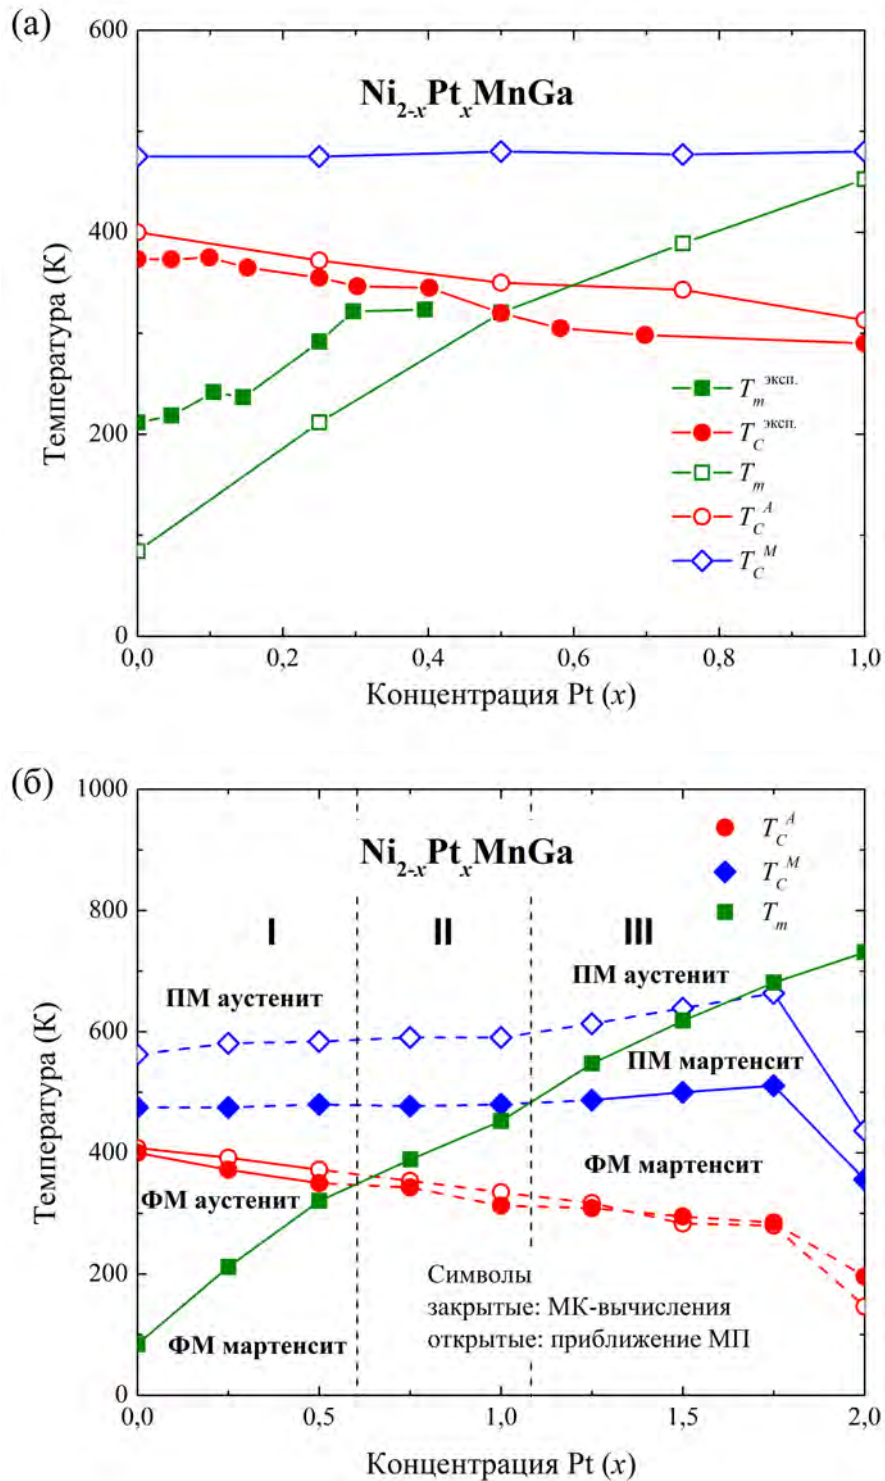 (а)
600
400
200
0
Температура (К)
Ni2-xPtxMnGa
Tm эксп.
TC эксп.
Tm
TC A
TC M
0,0 0,2 0,4 0,6 0,8 1,0
Концентрация Pt (x)
(б)
1000
800
600
400
200
0
Температура (К)
Ni2-xPtxMnGa
TC A
TC M
Tm
I II III
ПМ аустенит
ПМ аустенит
ПМ мартенсит
ФМ мартенсит
ФМ аустенит
ФМ мартенсит
Символы
закрытые: МК-вычисления
открытые: приближение МП
0,0 0,5 1,0 1,5 2,0
Концентрация Pt (x)